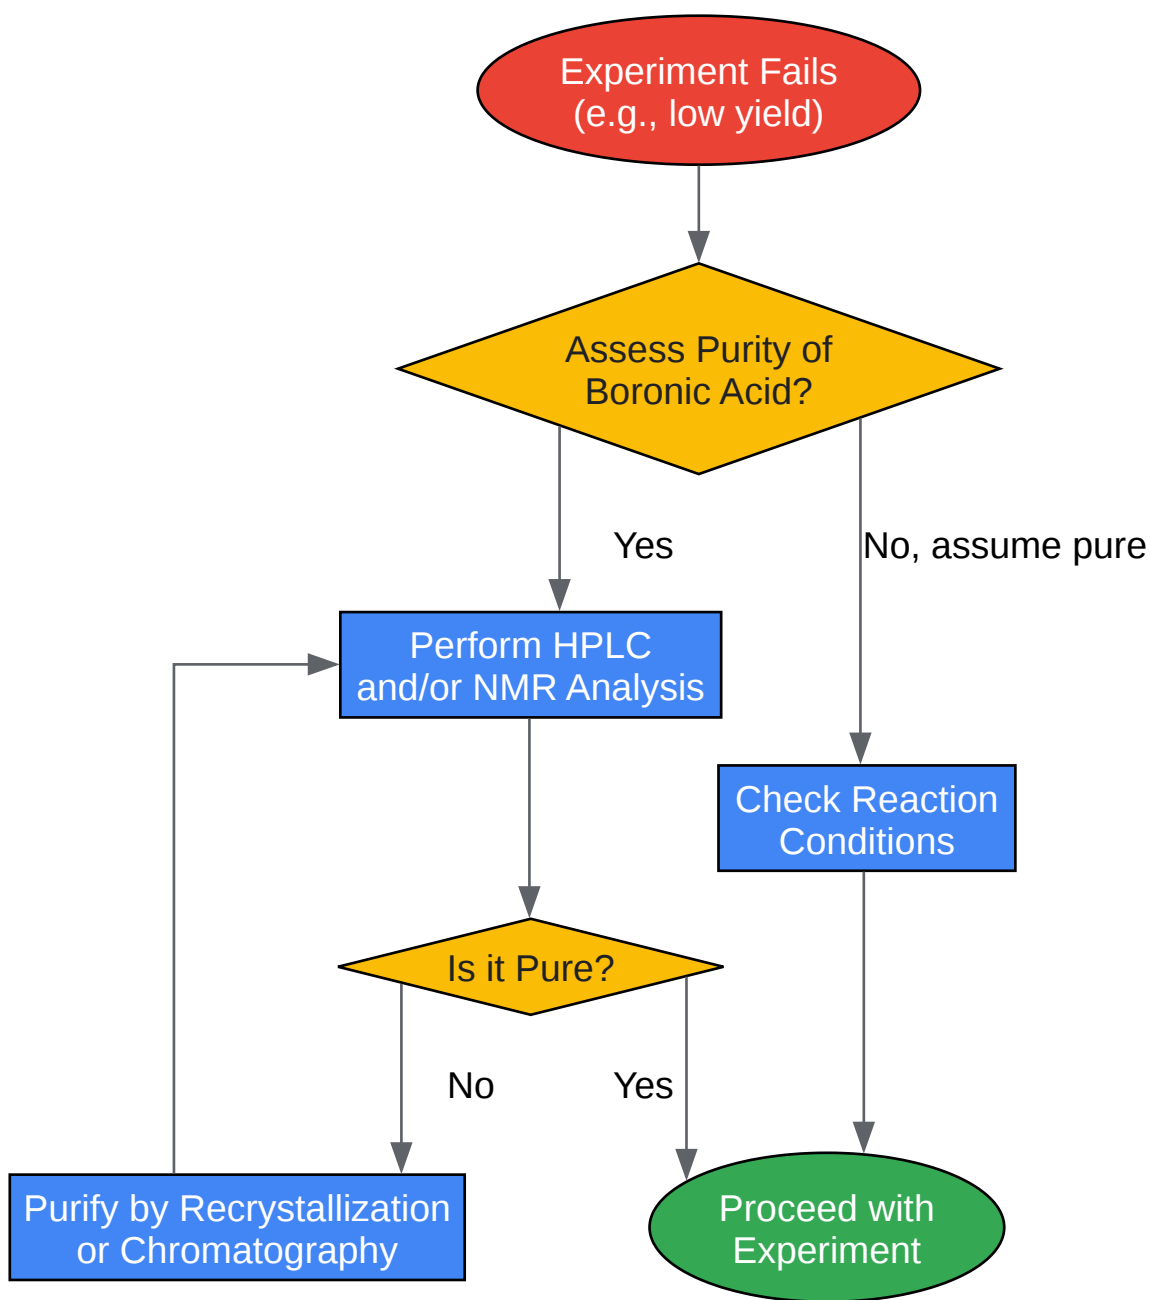 Experiment Fails
(e.g., low yield)
Assess Purity of
Boronic Acid?
Yes
No, assume pure
Perform HPLC
and/or NMR Analysis
Check Reaction
Conditions
Is it Pure?
No
Yes
Purify by Recrystallization
or Chromatography
Proceed with
Experiment